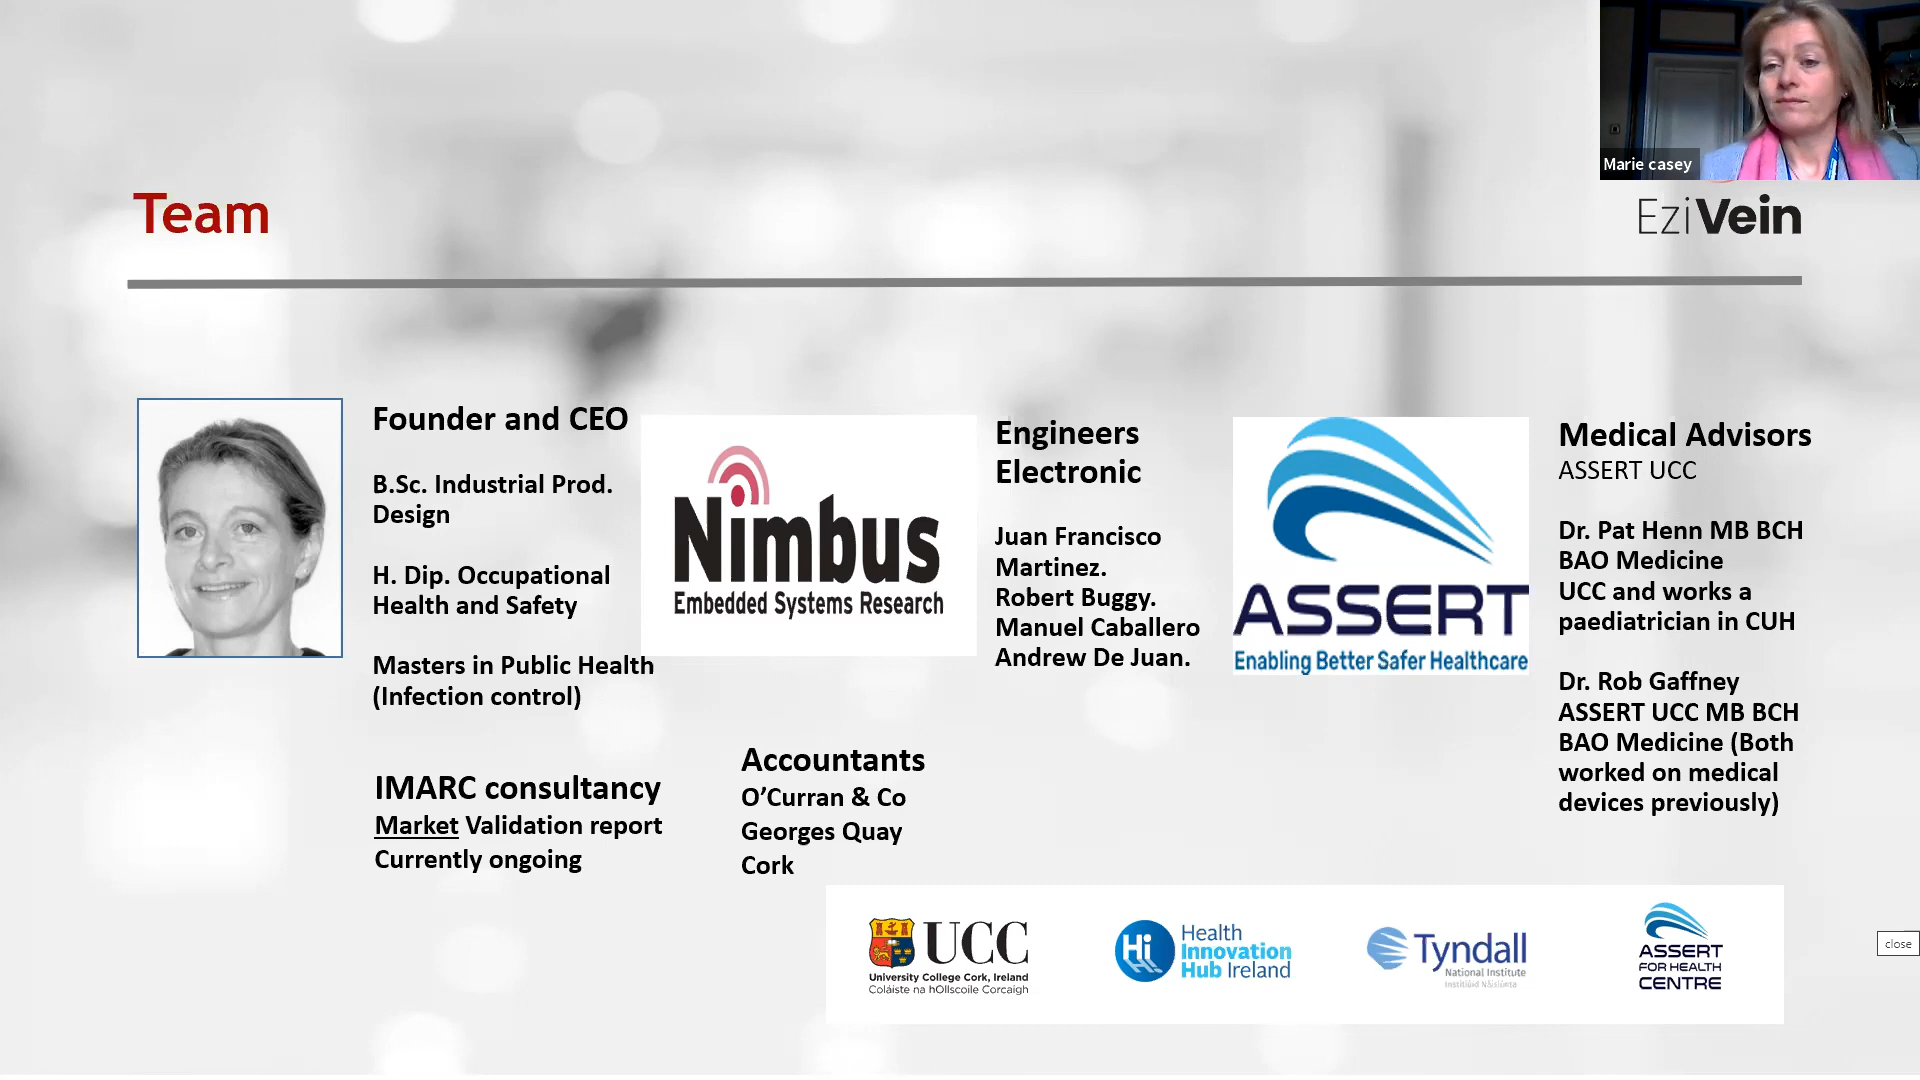 Marie casey
Team
EziVein
Founder and CEO
B.Sc. Industrial Prod.
Design
H. Dip. Occupational
Health and Safety
Masters in Public Health
(Infection control)
Nimbus
Embedded Systems Research
Engineers
Electronic
Juan Francisco
Martinez.
Robert Buggy.
Manuel Caballero
Andrew De Juan.
ASSERT
Enabling Better Safer Healthcare
Medical Advisors
ASSERT UCC
Dr. Pat Henn MB BCH
BAO Medicine
UCC and works a
paediatrician in CUH
Dr. Rob Gaffney
ASSERT UCC MB BCH
BAO Medicine (Both
worked on medical
devices previously)
IMARC consultancy
Market Validation report
Currently ongoing
Accountants
O’Curran & Co
Georges Quay
Cork
UCC
University College Cork, Ireland
Coláiste na hOllscoile Corcaigh
Hi
Health
Innovation
Hub Ireland
Tyndall
National Institute
Institiúid Náisiúnta
ASSERT
FOR HEALTH
CENTRE
close